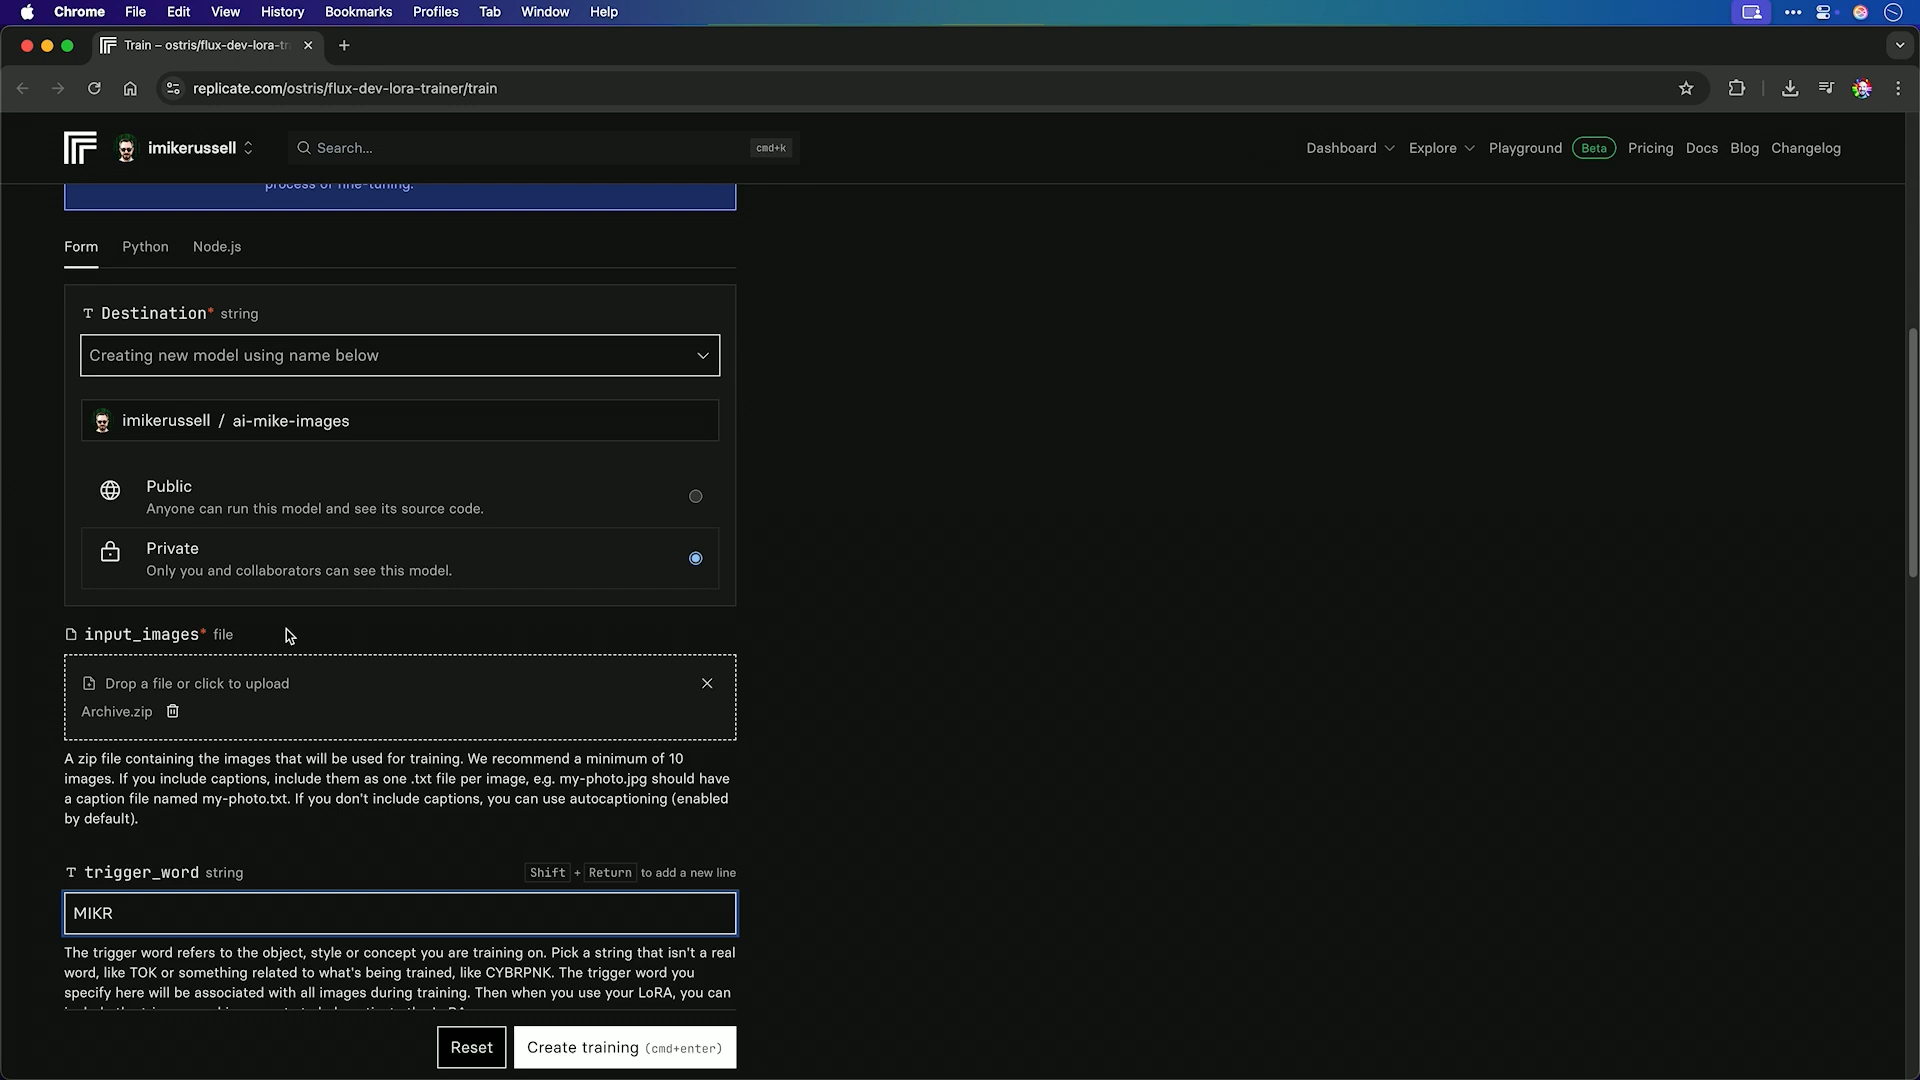 Chrome File Edit View History Bookmarks Profiles Tab Window Help
Train – ostris/flux-dev-lora-tr
replicate.com/ostris/flux-dev-lora-trainer/train
imikerussell Search... cmd+k Dashboard Explore Playground Beta Pricing Docs Blog Changelog
process of fine-tuning.
Form Python Node.js
Destination* string
Creating new model using name below
imikerussell / ai-mike-images
Public
Anyone can run this model and see its source code.
Private
Only you and collaborators can see this model.
input_images* file
Drop a file or click to upload
Archive.zip
A zip file containing the images that will be used for training. We recommend a minimum of 10
images. If you include captions, include them as one .txt file per image, e.g. my-photo.jpg should have
a caption file named my-photo.txt. If you don't include captions, you can use autocaptioning (enabled
by default).
trigger_word string Shift + Return to add a new line
MIKR
The trigger word refers to the object, style or concept you are training on. Pick a string that isn't a real
word, like TOK or something related to what's being trained, like CYBRPNK. The trigger word you
specify here will be associated with all images during training. Then when you use your LoRA, you can
Reset Create training (cmd+enter)